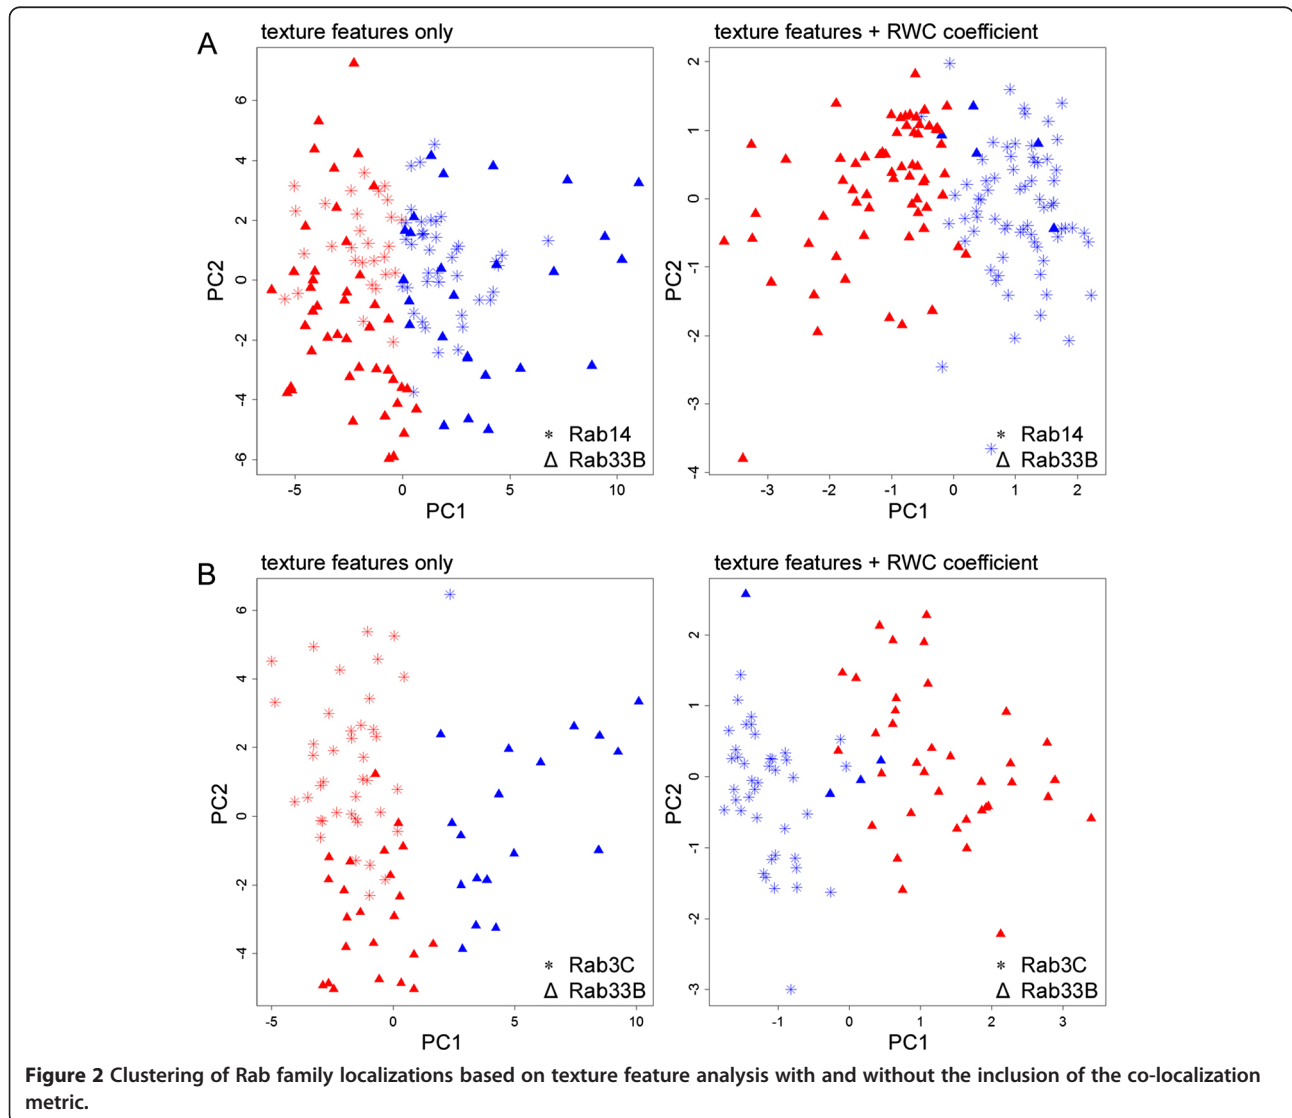 A
texture features only
texture features + RWC coefficient
PC2
6
4
2
0
-2
-4
-6
-5
0
5
10
PC1
* Rab14
Δ Rab33B
PC2
2
1
0
-1
-2
-3
-4
-3
-2
-1
0
1
2
PC1
* Rab14
Δ Rab33B
B
texture features only
texture features + RWC coefficient
PC2
6
4
2
0
-2
-4
-5
0
5
10
PC1
* Rab3C
Δ Rab33B
PC2
2
1
0
-1
-2
-3
-1
0
1
2
3
PC1
* Rab3C
Δ Rab33B
Figure 2 Clustering of Rab family localizations based on texture feature analysis with and without the inclusion of the co-localization
metric.